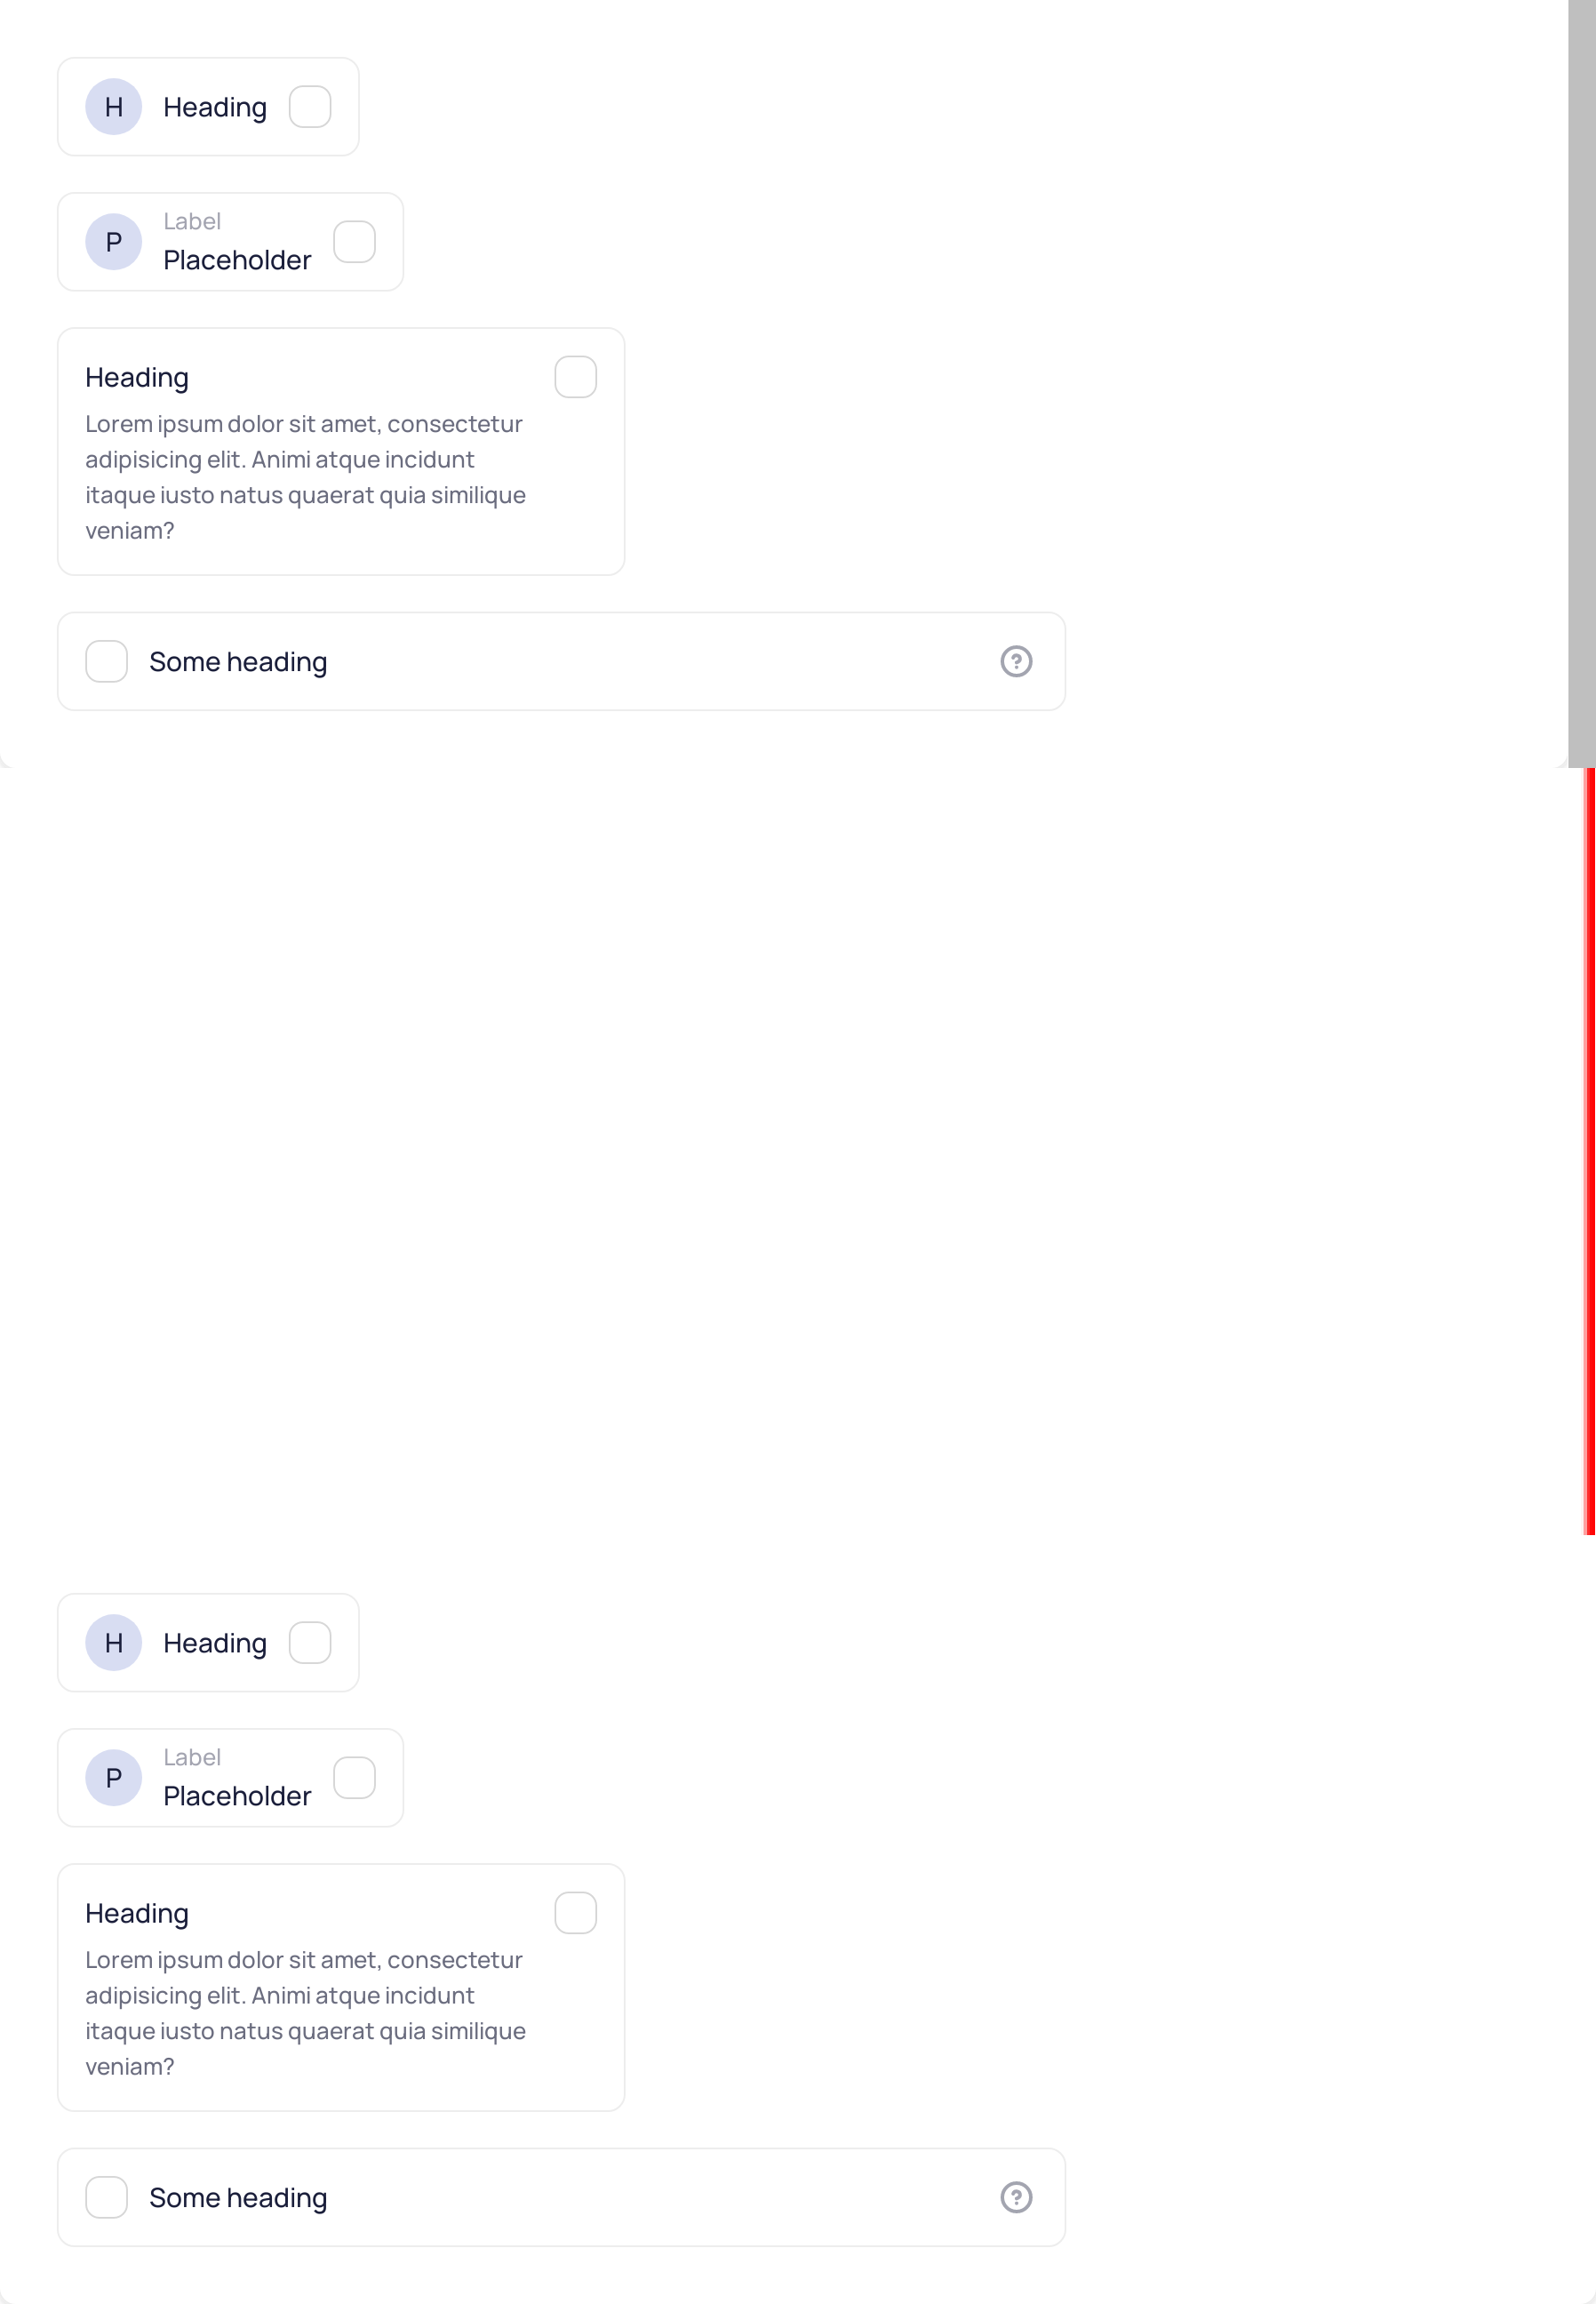 H Heading
Label
P Placeholder
Heading
Lorem ipsum dolor sit amet, consectetur
adipisicing elit. Animi atque incidunt
itaque iusto natus quaerat quia similique
veniam?
Some heading ?
H Heading
Label
P Placeholder
Heading
Lorem ipsum dolor sit amet, consectetur
adipisicing elit. Animi atque incidunt
itaque iusto natus quaerat quia similique
veniam?
Some heading ?